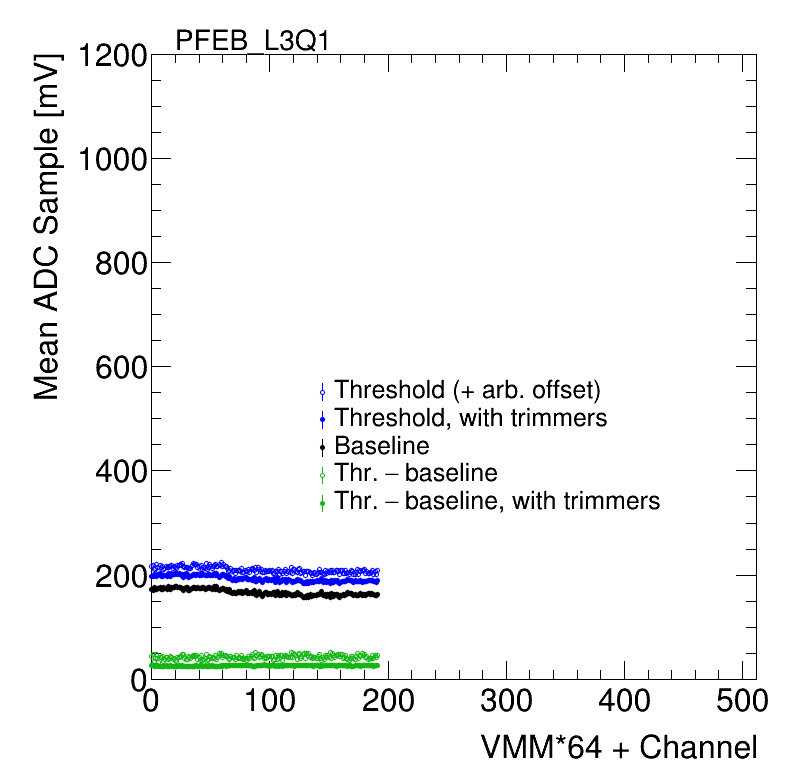 PFEB_L3Q1
Mean ADC Sample [mV]
1200
1000
800
600
400
200
0
Threshold (+ arb. offset)
Threshold, with trimmers
Baseline
Thr. – baseline
Thr. – baseline, with trimmers
0 100 200 300 400 500
VMM*64 + Channel